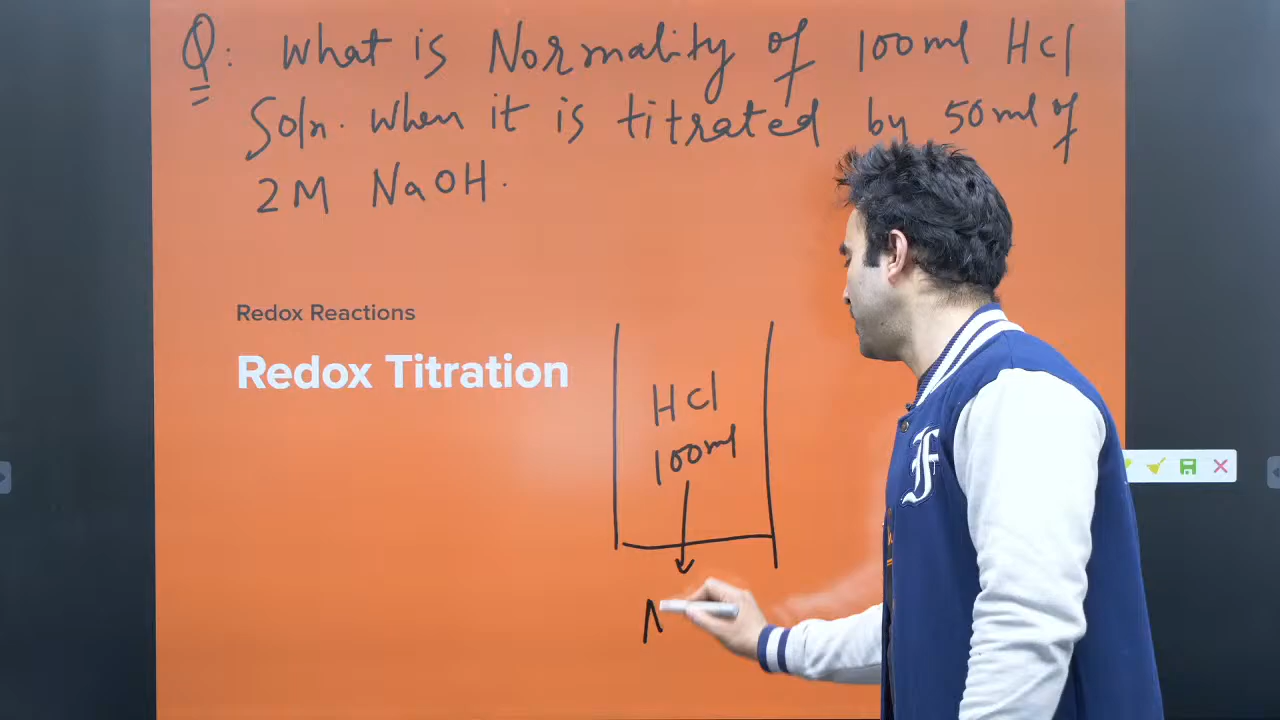 Q: What is Normality of 100ml HCl
Soln. when it is titrated by 50ml of
2M NaOH.
Redox Reactions
Redox Titration
HCl
100ml
N
F